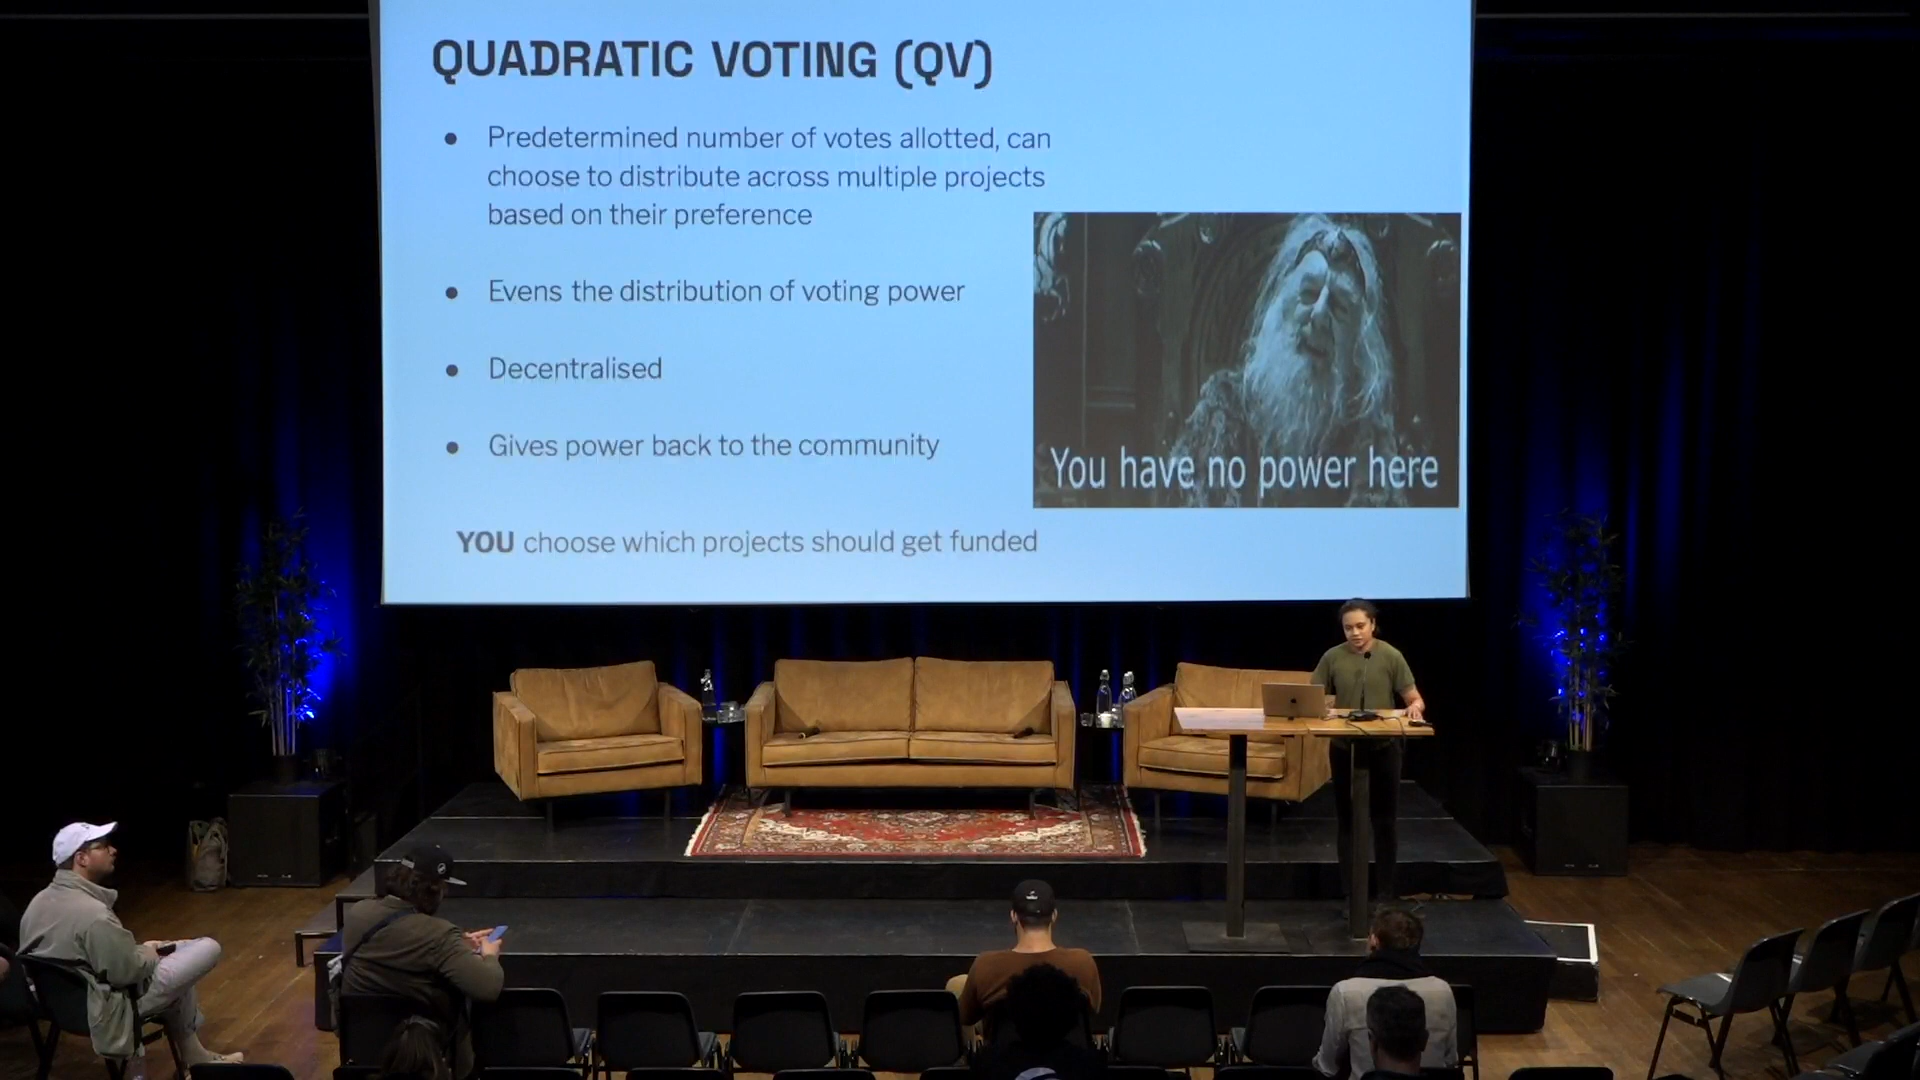 QUADRATIC VOTING (QV)
● Predetermined number of votes allotted, can
choose to distribute across multiple projects
based on their preference
● Evens the distribution of voting power
● Decentralised
● Gives power back to the community
You have no power here
YOU choose which projects should get funded